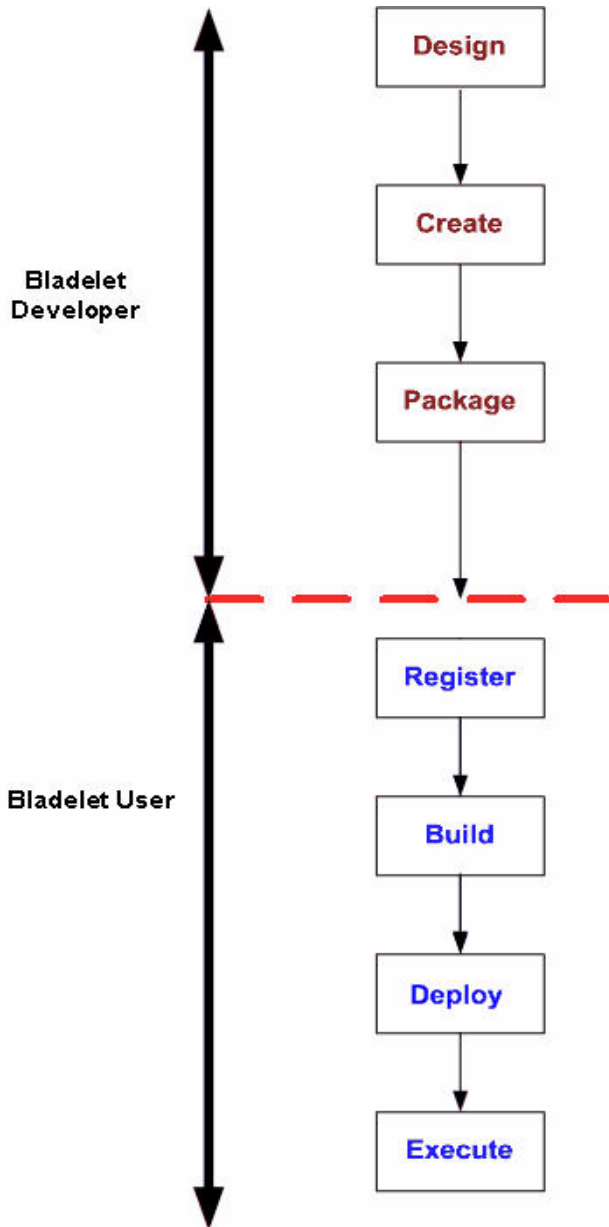 Design
Create
Bladelet
Developer
Package
Register
Bladelet User
Build
Deploy
Execute